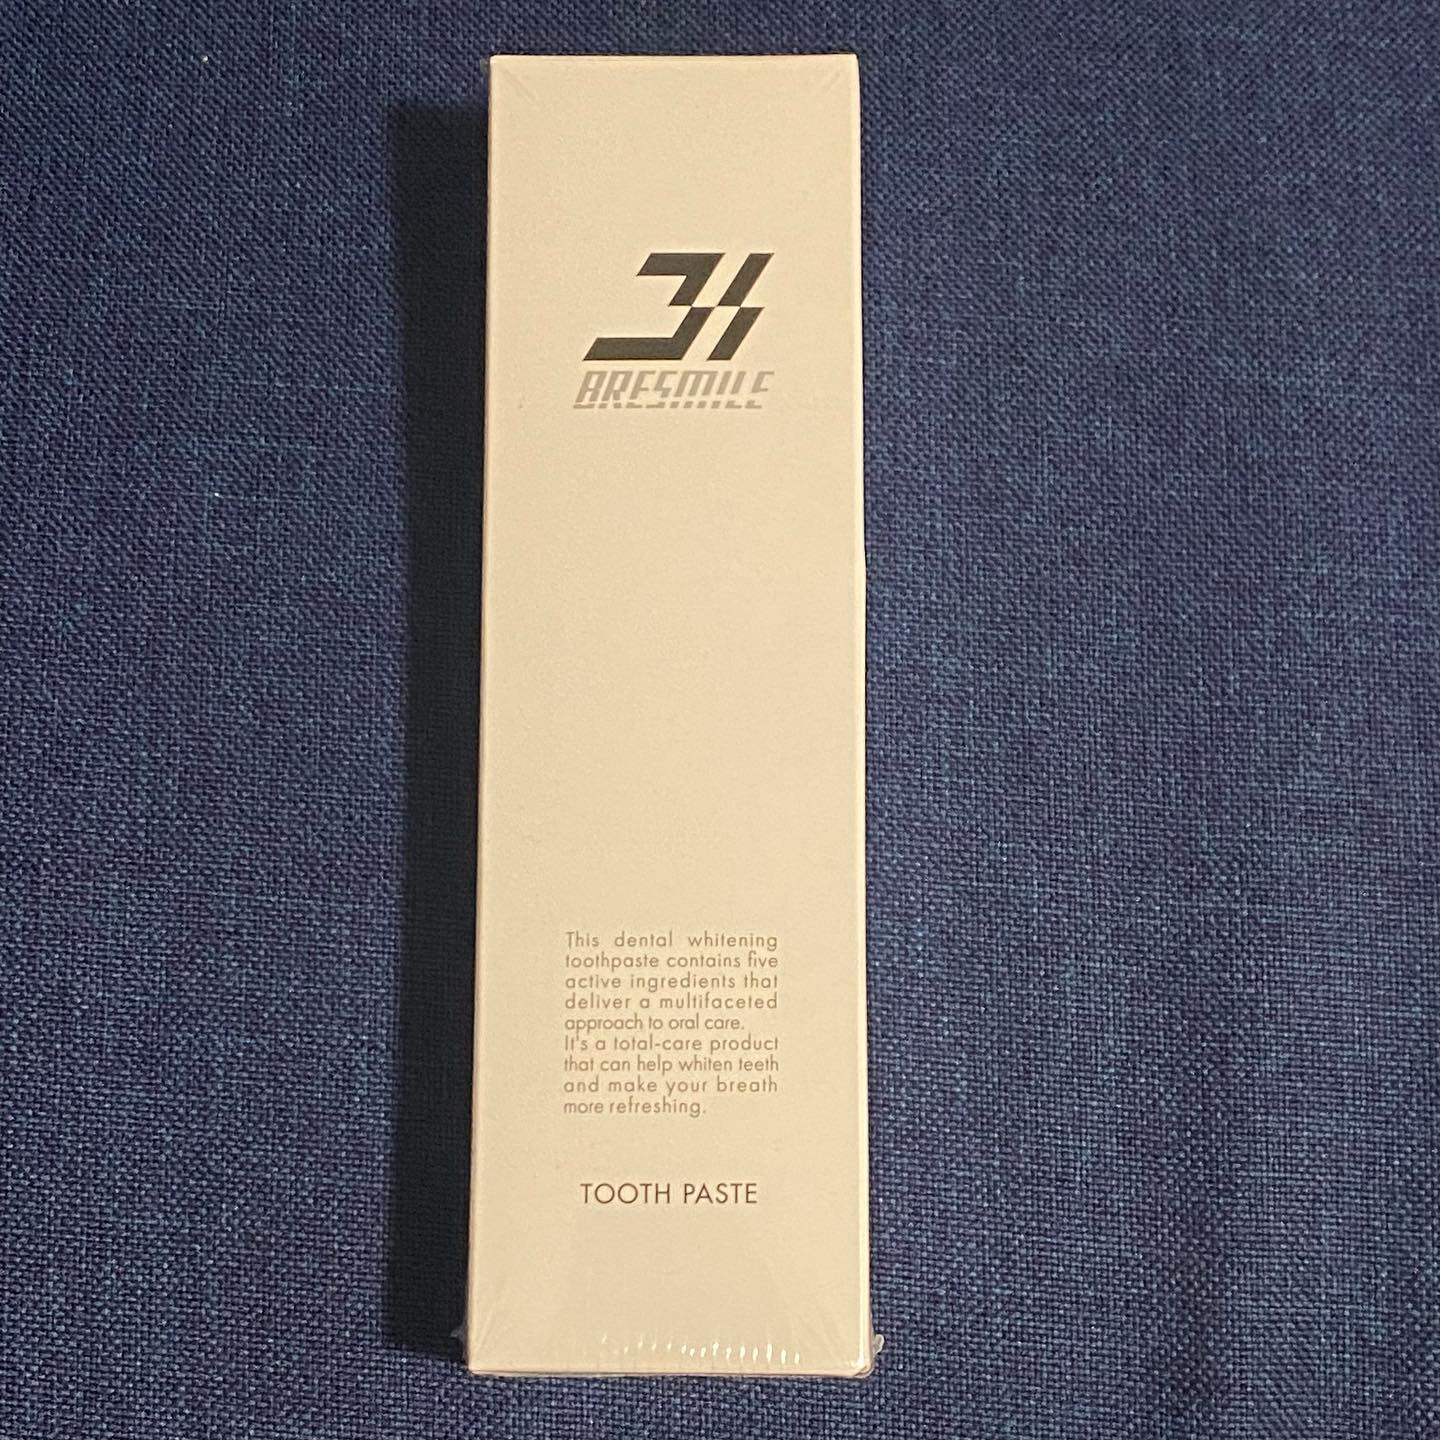 31
BRESMILE
This dental whitening
toothpaste contains five
active ingredients that
deliver a multifaceted
approach to oral care.
It's a total-care product
that can help whiten teeth
and make your breath
more refreshing.
TOOTH PASTE